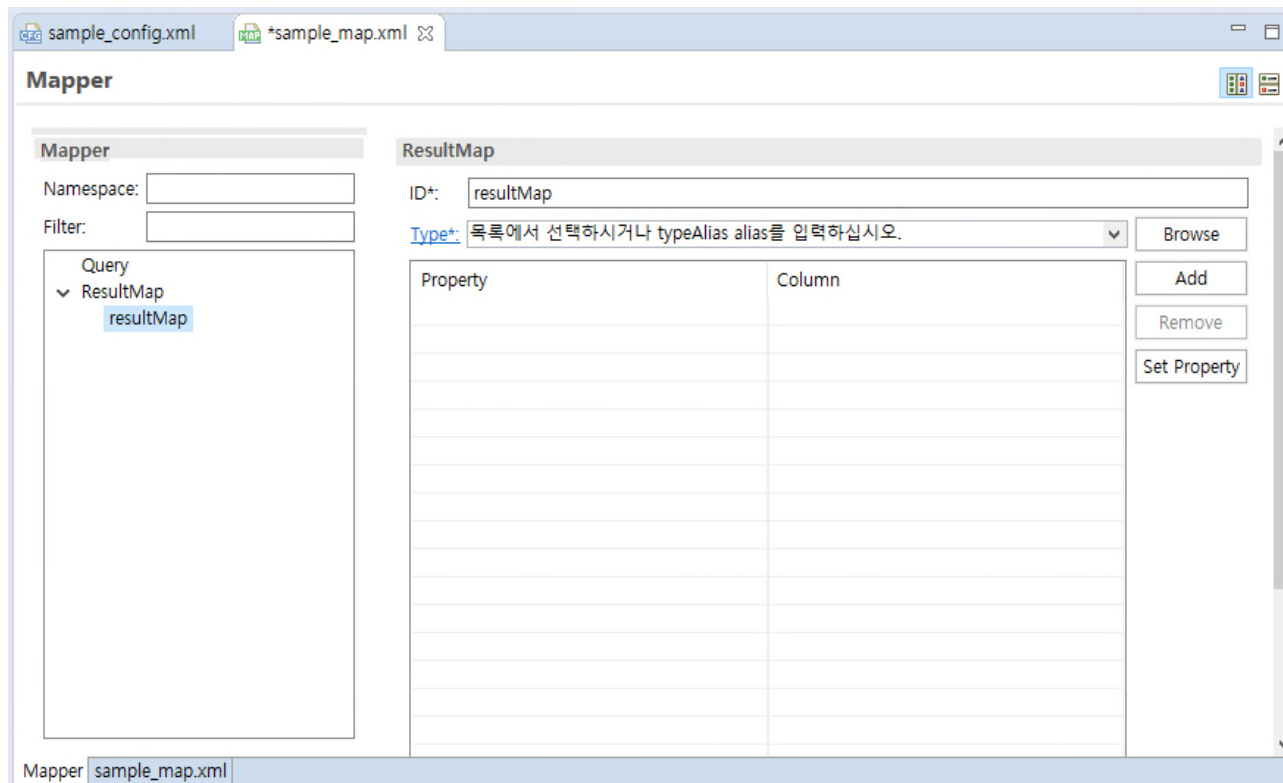 sample_config.xml
*sample_map.xml
Mapper
Mapper
Namespace:
Filter:
Query
ResultMap
resultMap
ResultMap
ID*:
resultMap
Type*:
목록에서 선택하시거나 typeAlias alias를 입력하십시오.
Browse
Property
Column
Add
Remove
Set Property
Mapper
sample_map.xml